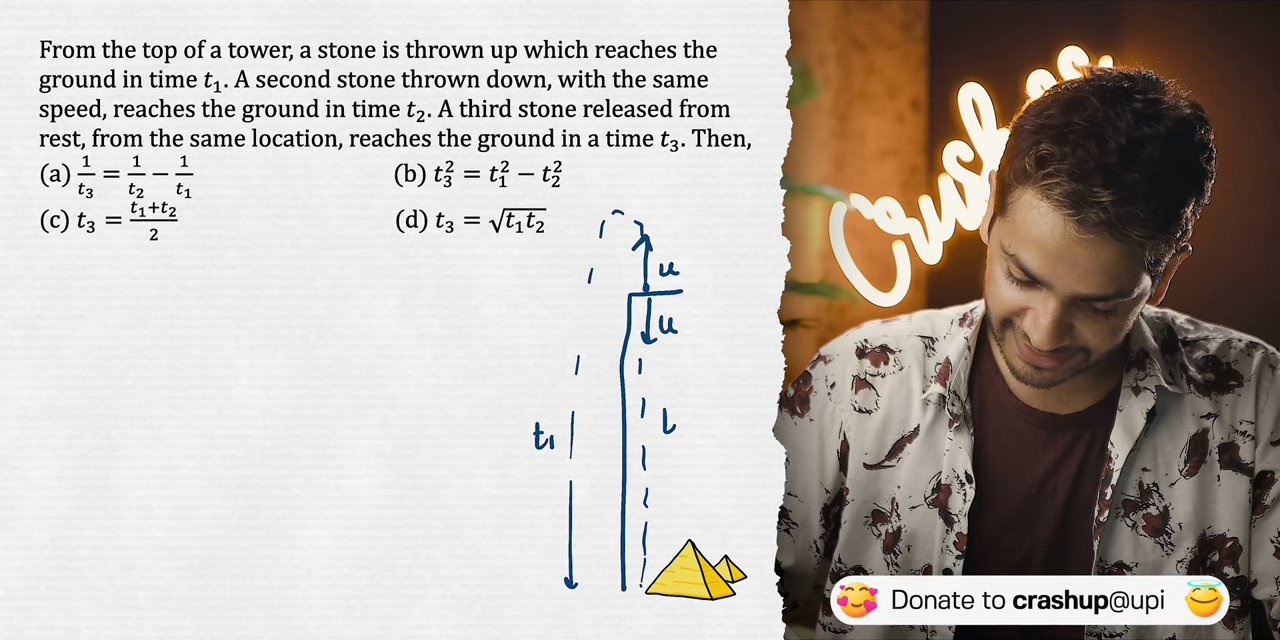 From the top of a tower, a stone is thrown up which reaches the
ground in time t₁. A second stone thrown down, with the same
speed, reaches the ground in time t₂. A third stone released from
rest, from the same location, reaches the ground in a time t₃. Then,
(a) 1/t₃ = 1/t₂ − 1/t₁ (b) t₃² = t₁² − t₂²
(c) t₃ = (t₁+t₂)/2 (d) t₃ = √t₁t₂
u
u
t₁
Donate to crashup@upi